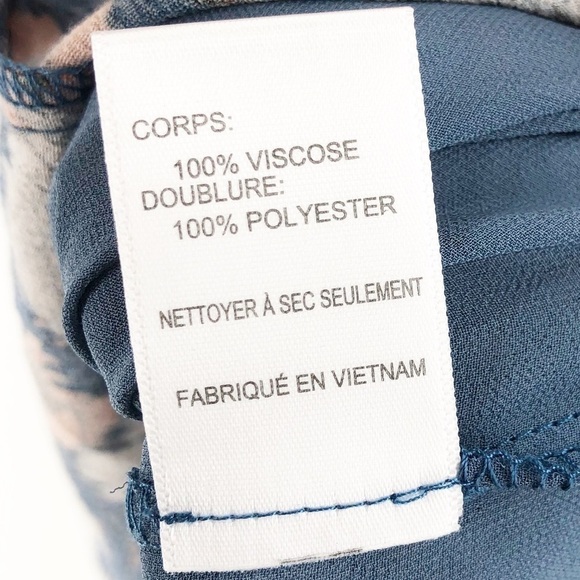 CORPS:
100% VISCOSE
DOUBLURE:
100% POLYESTER
NETTOYER À SEC SEULEMENT
FABRIQUÉ EN VIETNAM